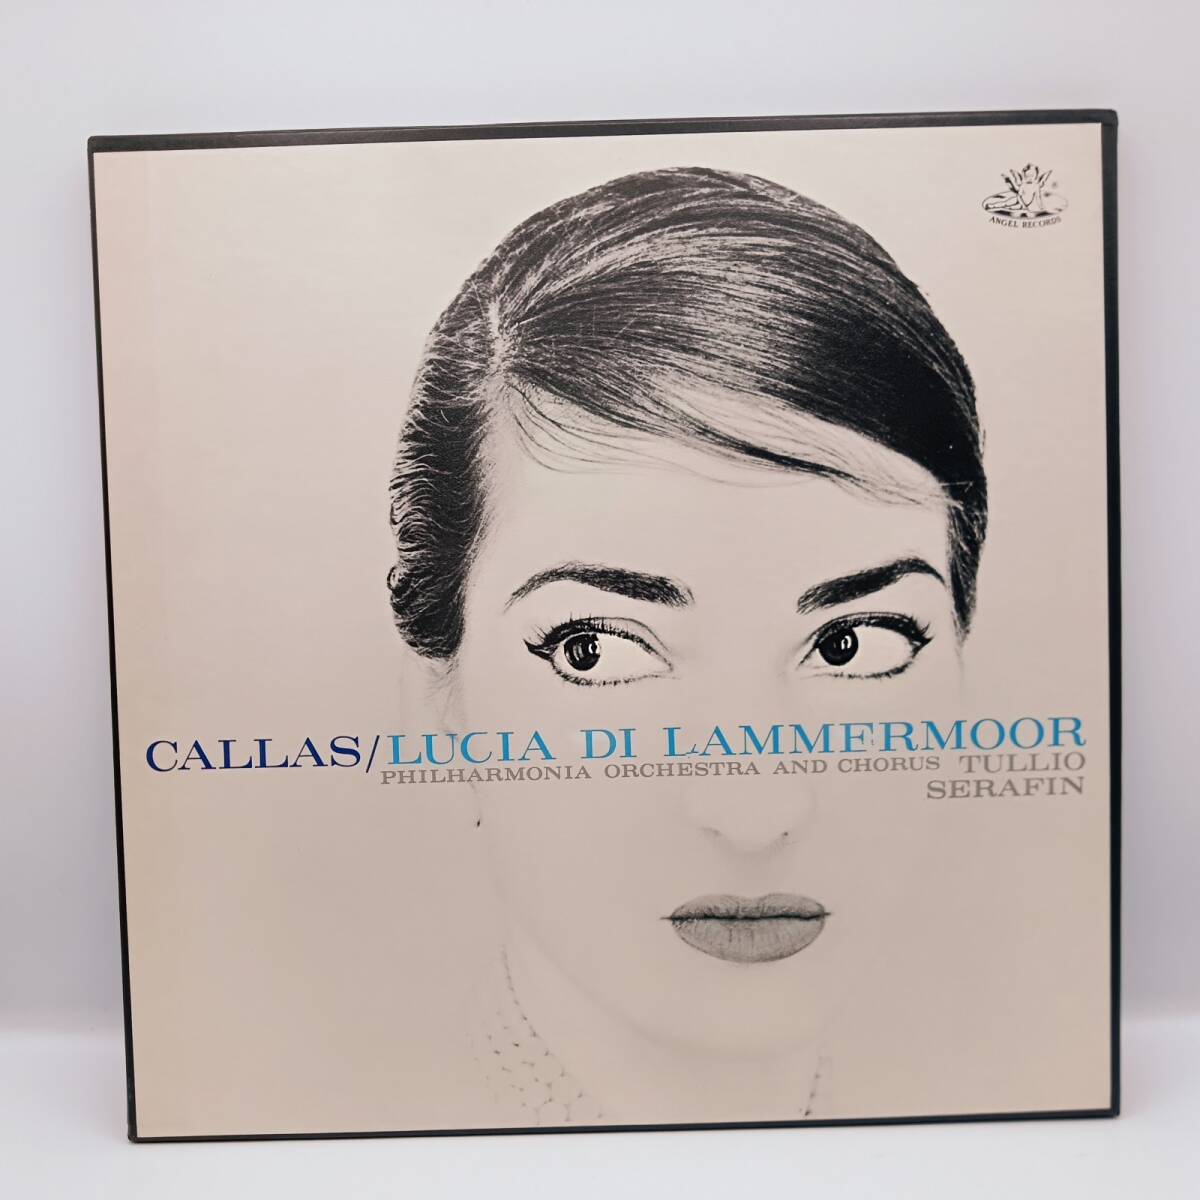 ANGEL RECORDS
CALLAS/LUCIA DI LAMMERMOOR
PHILHARMONIA ORCHESTRA AND CHORUS TULLIO
SERAFIN